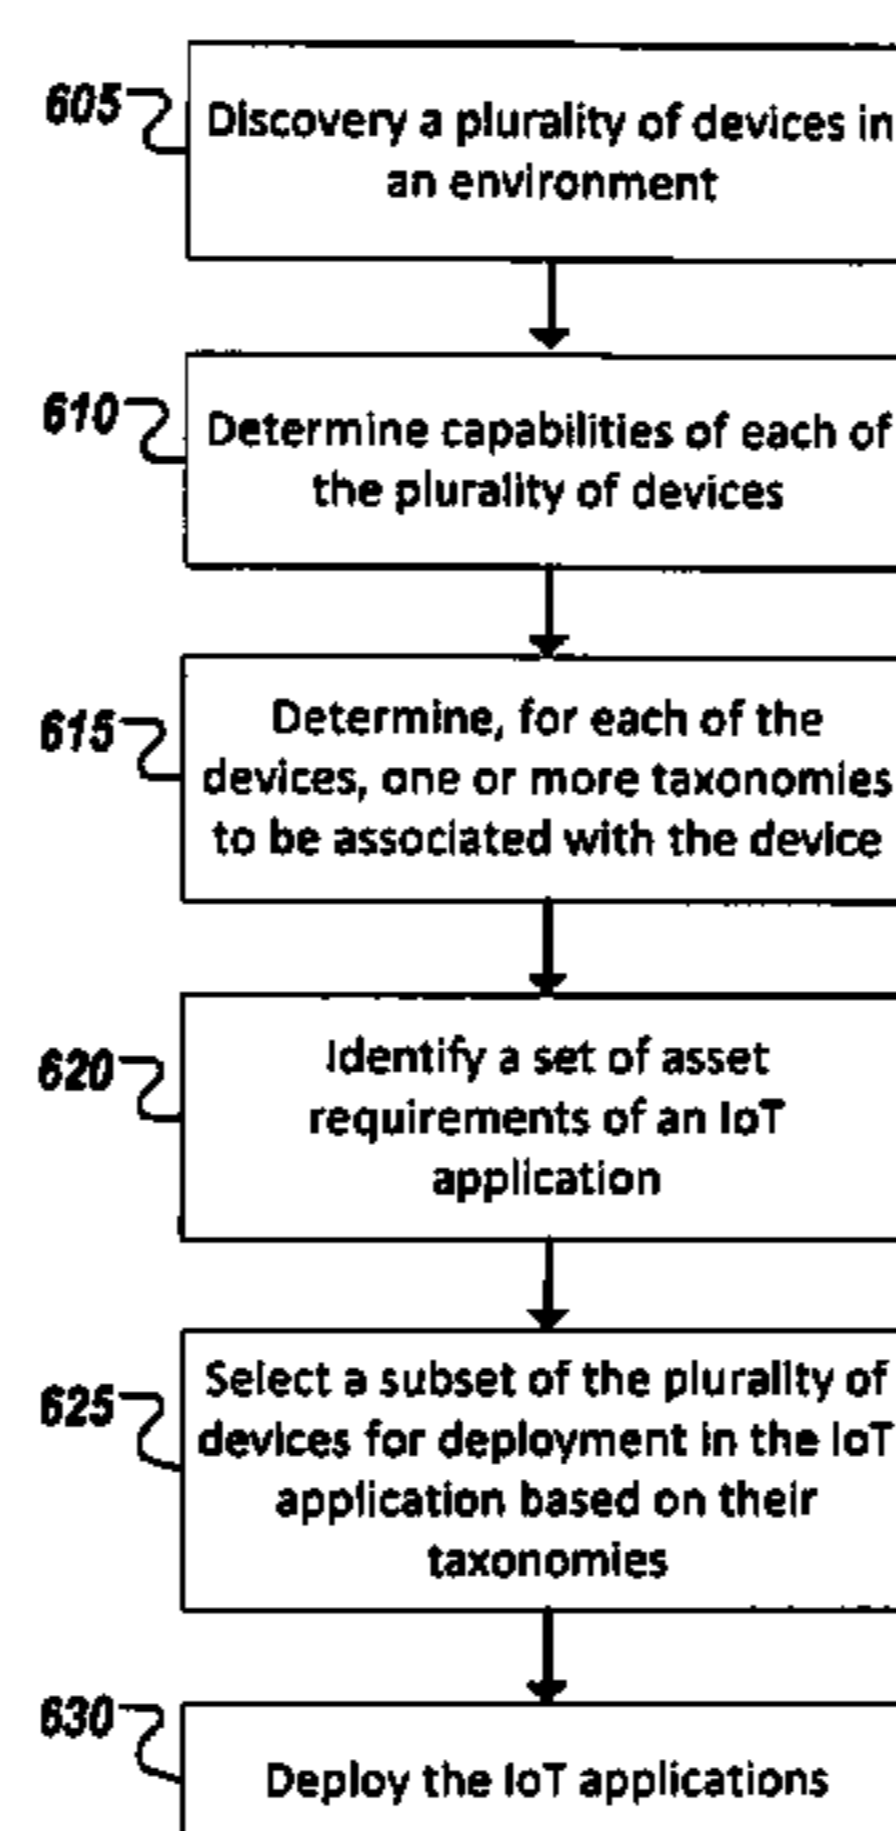 605
Discovery a plurality of devices in
an environment
610
Determine capabilities of each of
the plurality of devices
615
Determine, for each of the
devices, one or more taxonomies
to be associated with the device
620
Identify a set of asset
requirements of an IoT
application
625
Select a subset of the plurality of
devices for deployment in the IoT
application based on their
taxonomies
630
Deploy the IoT applications